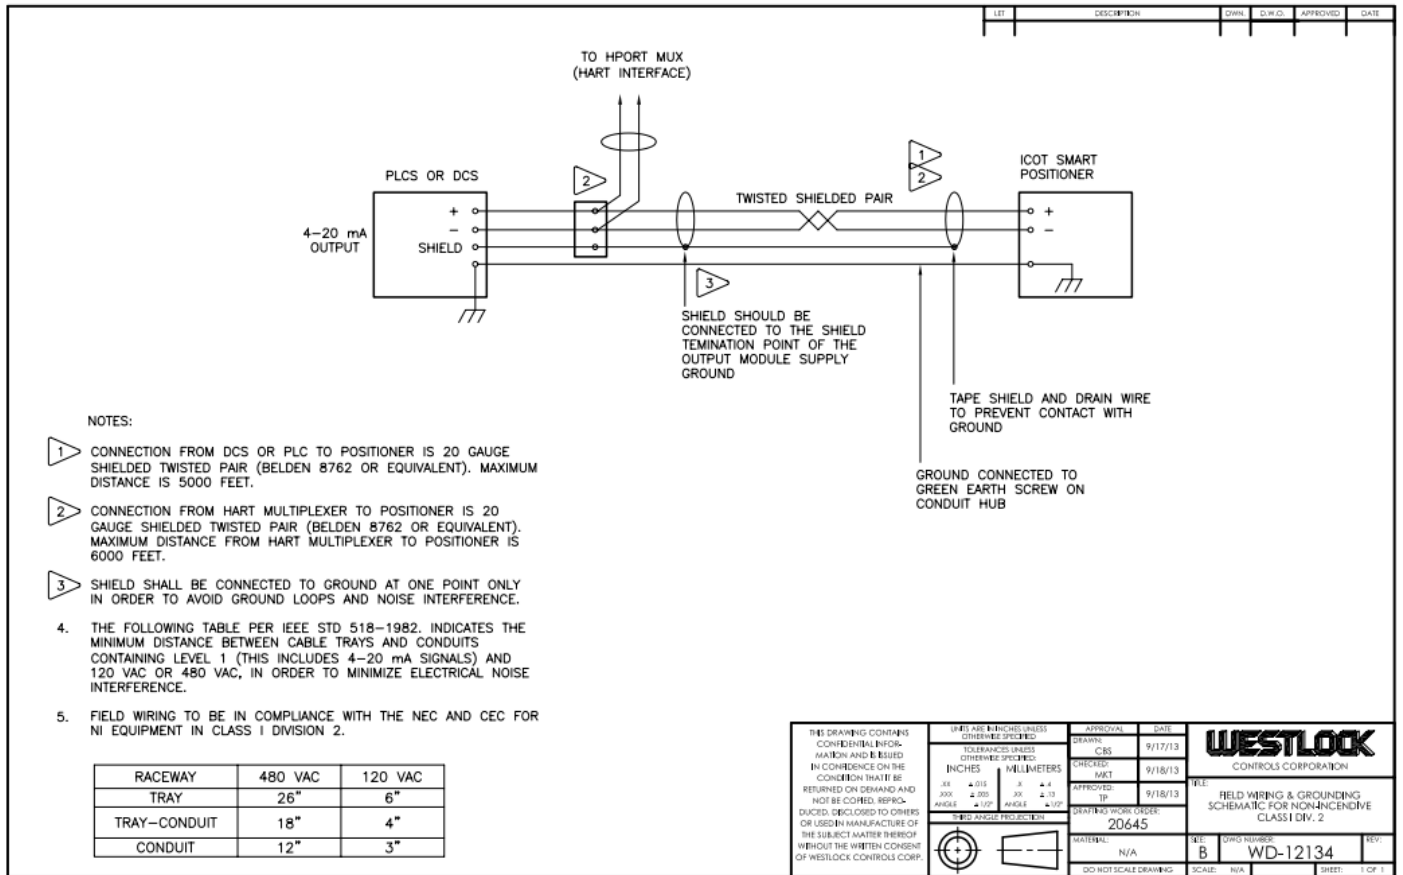 LET DESCRIPTION DWN. D.W.O. APPROVED DATE
TO HPORT MUX
(HART INTERFACE)
PLCS OR DCS
4-20 mA
OUTPUT
+
-
SHIELD
2
TWISTED SHIELDED PAIR
1
2
ICOT SMART
POSITIONER
+
-
3
SHIELD SHOULD BE
CONNECTED TO THE SHIELD
TEMINATION POINT OF THE
OUTPUT MODULE SUPPLY
GROUND
TAPE SHIELD AND DRAIN WIRE
TO PREVENT CONTACT WITH
GROUND
GROUND CONNECTED TO
GREEN EARTH SCREW ON
CONDUIT HUB
NOTES:
1 CONNECTION FROM DCS OR PLC TO POSITIONER IS 20 GAUGE
SHIELDED TWISTED PAIR (BELDEN 8762 OR EQUIVALENT). MAXIMUM
DISTANCE IS 5000 FEET.
2 CONNECTION FROM HART MULTIPLEXER TO POSITIONER IS 20
GAUGE SHIELDED TWISTED PAIR (BELDEN 8762 OR EQUIVALENT).
MAXIMUM DISTANCE FROM HART MULTIPLEXER TO POSITIONER IS
6000 FEET.
3 SHIELD SHALL BE CONNECTED TO GROUND AT ONE POINT ONLY
IN ORDER TO AVOID GROUND LOOPS AND NOISE INTERFERENCE.
4. THE FOLLOWING TABLE PER IEEE STD 518-1982. INDICATES THE
MINIMUM DISTANCE BETWEEN CABLE TRAYS AND CONDUITS
CONTAINING LEVEL 1 (THIS INCLUDES 4-20 mA SIGNALS) AND
120 VAC OR 480 VAC, IN ORDER TO MINIMIZE ELECTRICAL NOISE
INTERFERENCE.
5. FIELD WIRING TO BE IN COMPLIANCE WITH THE NEC AND CEC FOR
NI EQUIPMENT IN CLASS I DIVISION 2.
RACEWAY 480 VAC 120 VAC
TRAY 26" 6"
TRAY-CONDUIT 18" 4"
CONDUIT 12" 3"
THIS DRAWING CONTAINS
CONFIDENTIAL INFOR-
MATION AND IS ISSUED
IN CONFIDENCE ON THE
CONDITION THAT IT BE
RETURNED ON DEMAND AND
NOT BE COPIED, REPRO-
DUCED, DISCLOSED TO OTHERS
OR USED IN MANUFACTURE OF
THE SUBJECT MATTER THEREOF
WITHOUT THE WRITTEN CONSENT
OF WESTLOCK CONTROLS CORP.
UNITS ARE IN INCHES UNLESS
OTHERWISE SPECIFIED
TOLERANCES UNLESS
OTHERWISE SPECIFIED:
INCHES MILLIMETERS
.XX ±.015 .X ±.4
.XXX ±.005 .XX
ANGLE ±1/2° ANGLE ±1/2°
THIRD ANGLE PROJECTION
APPROVAL DATE
DRAWN: CBS 9/17/13
CHECKED: MKT 9/18/13
APPROVED: TP 9/18/13
DRAFTING WORK ORDER:
20645
MATERIAL:
N/A
DO NOT SCALE DRAWING
WESTLOCK
CONTROLS CORPORATION
TITLE:
FIELD WIRING & GROUNDING
SCHEMATIC FOR NON-INCENDIVE
CLASS I DIV. 2
SIZE: B DWG NUMBER: WD-12134 REV:
SCALE: N/A SHEET: 1 OF 1